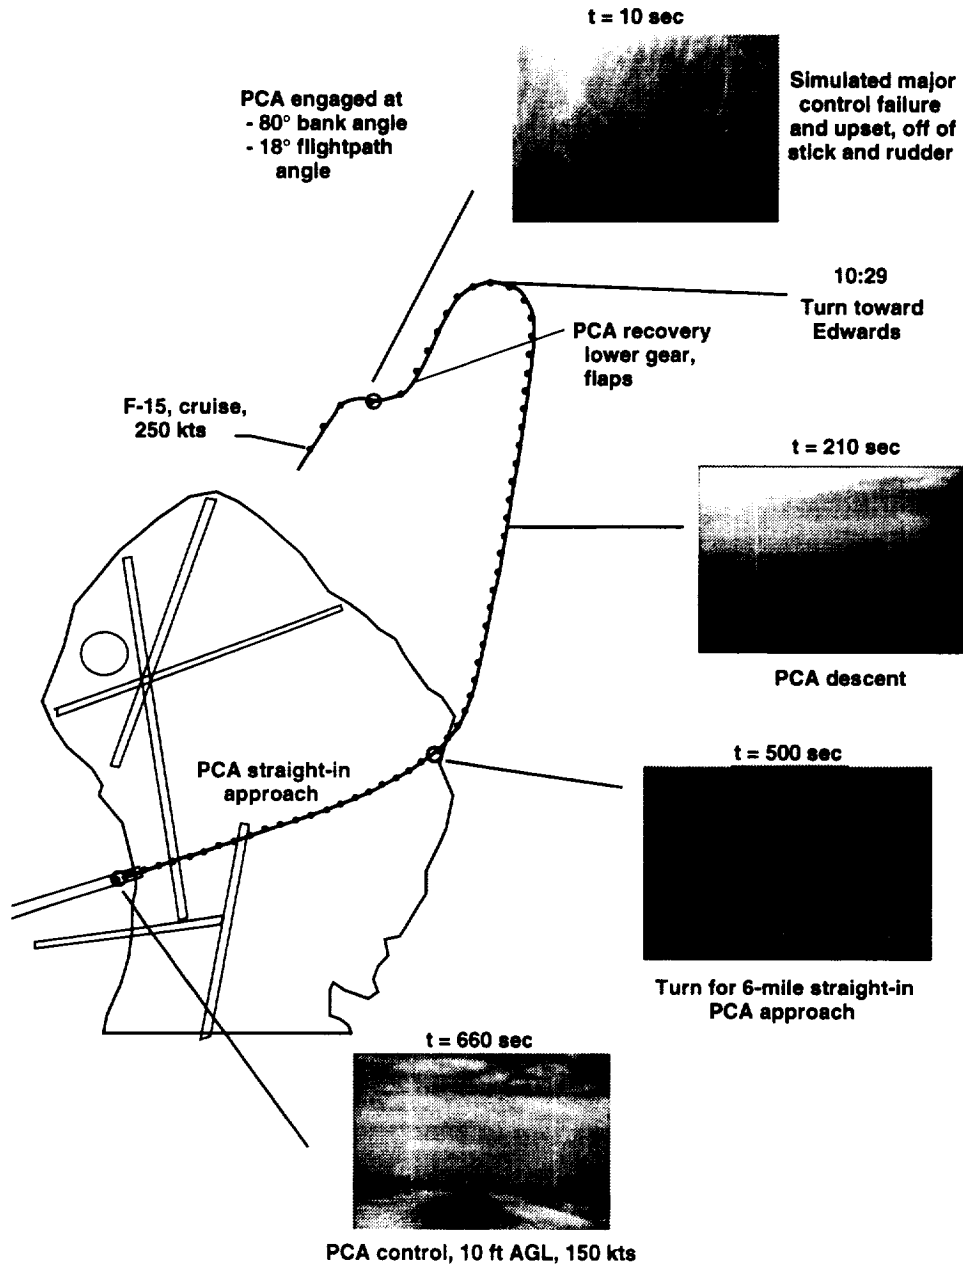 t = 10 sec
PCA engaged at
- 80° bank angle
- 18° flightpath
angle
Simulated major
control failure
and upset, off of
stick and rudder
10:29
Turn toward
Edwards
PCA recovery
lower gear,
flaps
F-15, cruise,
250 kts
t = 210 sec
PCA descent
t = 500 sec
PCA straight-in
approach
Turn for 6-mile straight-in
PCA approach
t = 660 sec
PCA control, 10 ft AGL, 150 kts